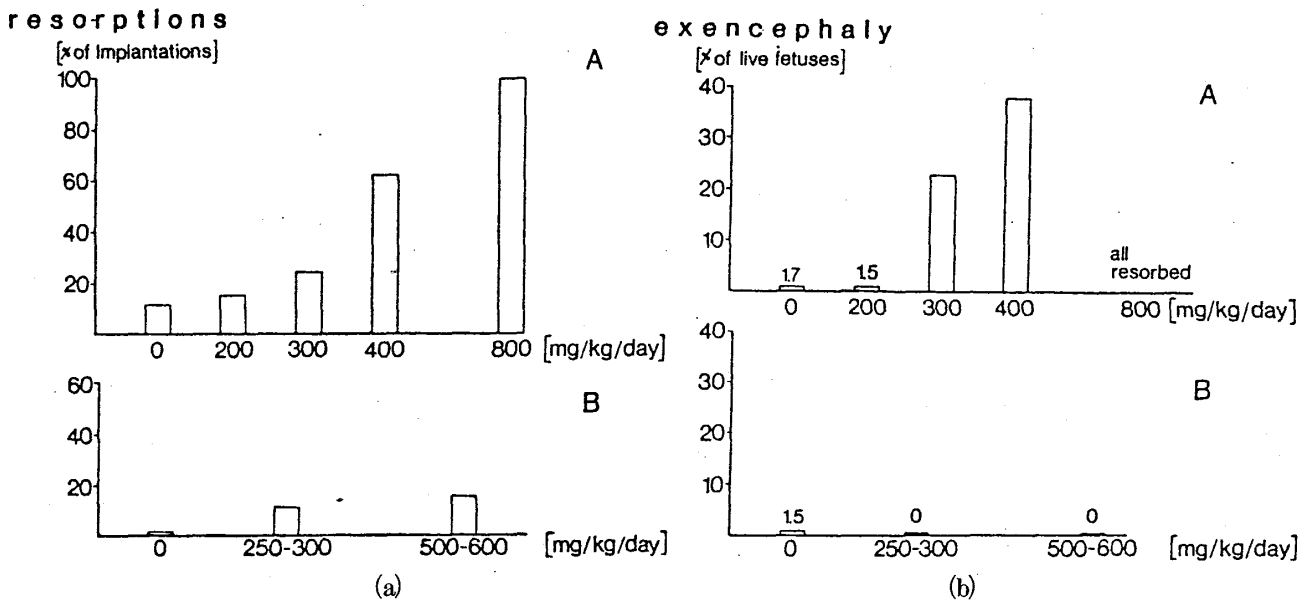 resorptions
[% of Implantations]
A
100
80
60
40
20
0 200 300 400 800 [mg/kg/day]
60
40
20
B
0 250-300 500-600 [mg/kg/day]
(a)
exencephaly
[% of live fetuses]
A
40
30
20
10
1.7 1.5
all
resorbed
0 200 300 400 800 [mg/kg/day]
40
30
20
10
B
1.5 0 0
0 250-300 500-600 [mg/kg/day]
(b)